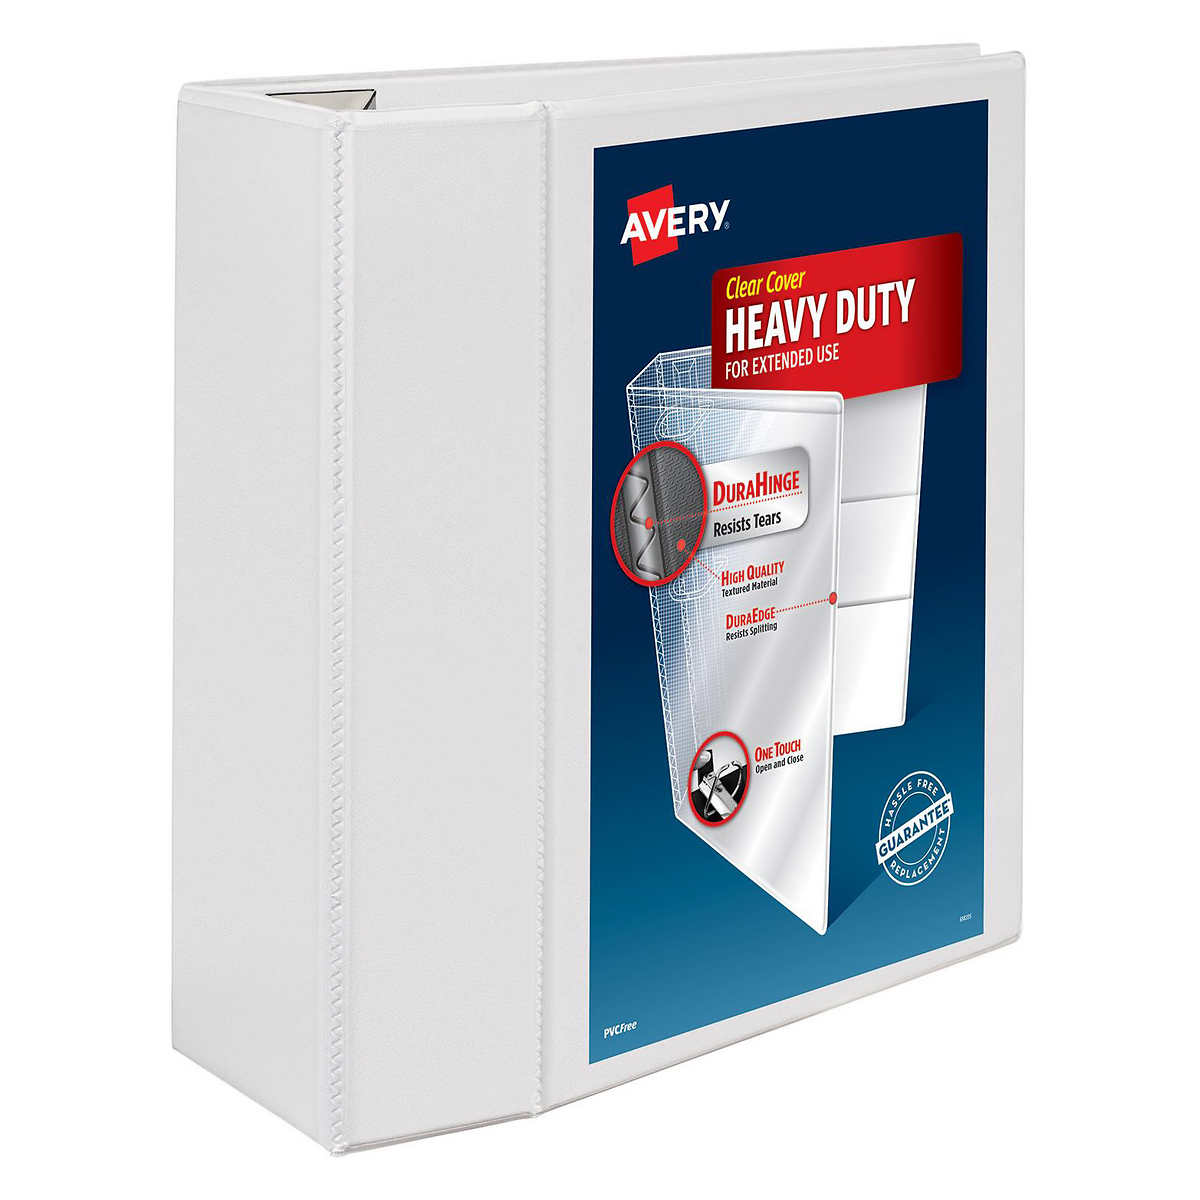 AVERY®
Clear Cover
HEAVY DUTY
FOR EXTENDED USE
DURAHINGE
Resists Tears
HIGH QUALITY
Textured Material
DURAEDGE
Resists Splitting
ONE TOUCH
Open and Close
HASSLE FREE
GUARANTEE
REPLACEMENT
PVCFree